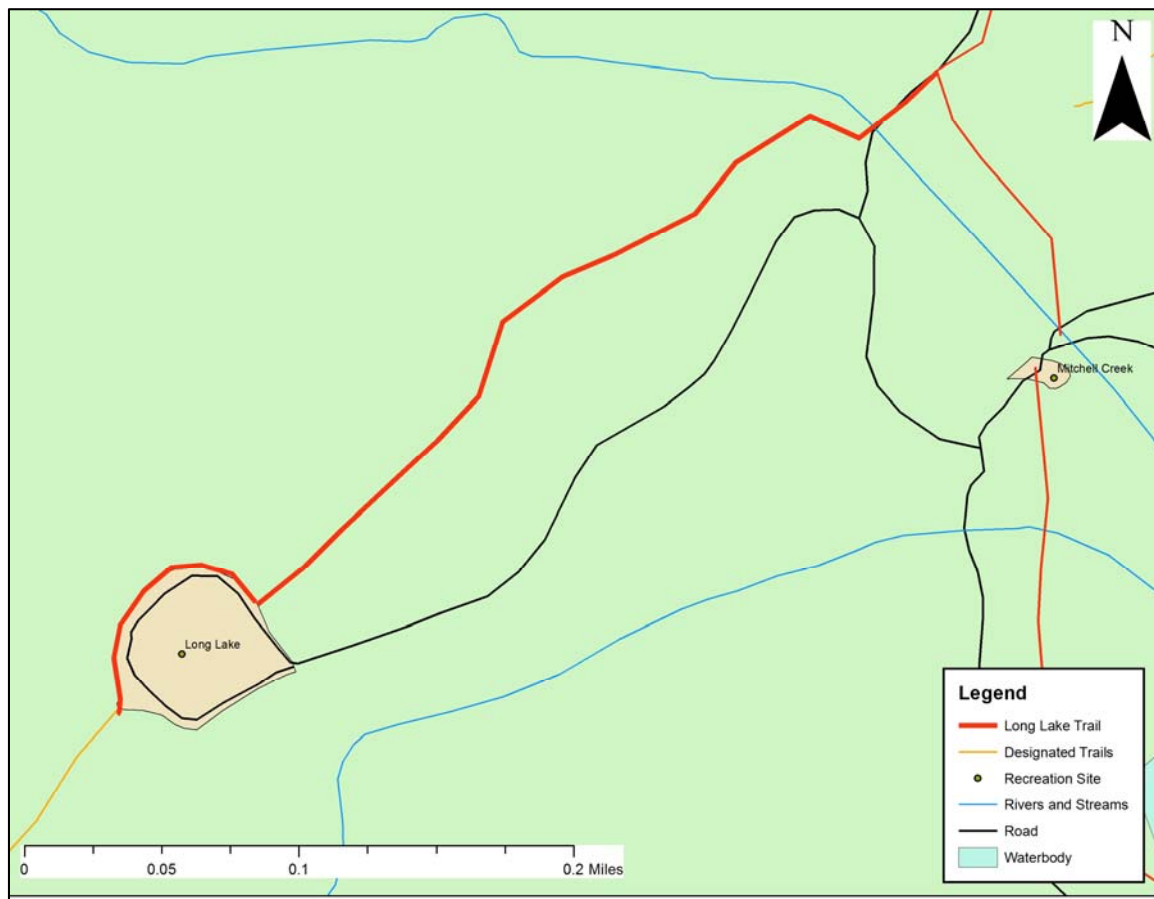 N
Mitchell Creek
Long Lake
Legend
Long Lake Trail
Designated Trails
Recreation Site
Rivers and Streams
Road
Waterbody
0 0.05 0.1 0.2 Miles